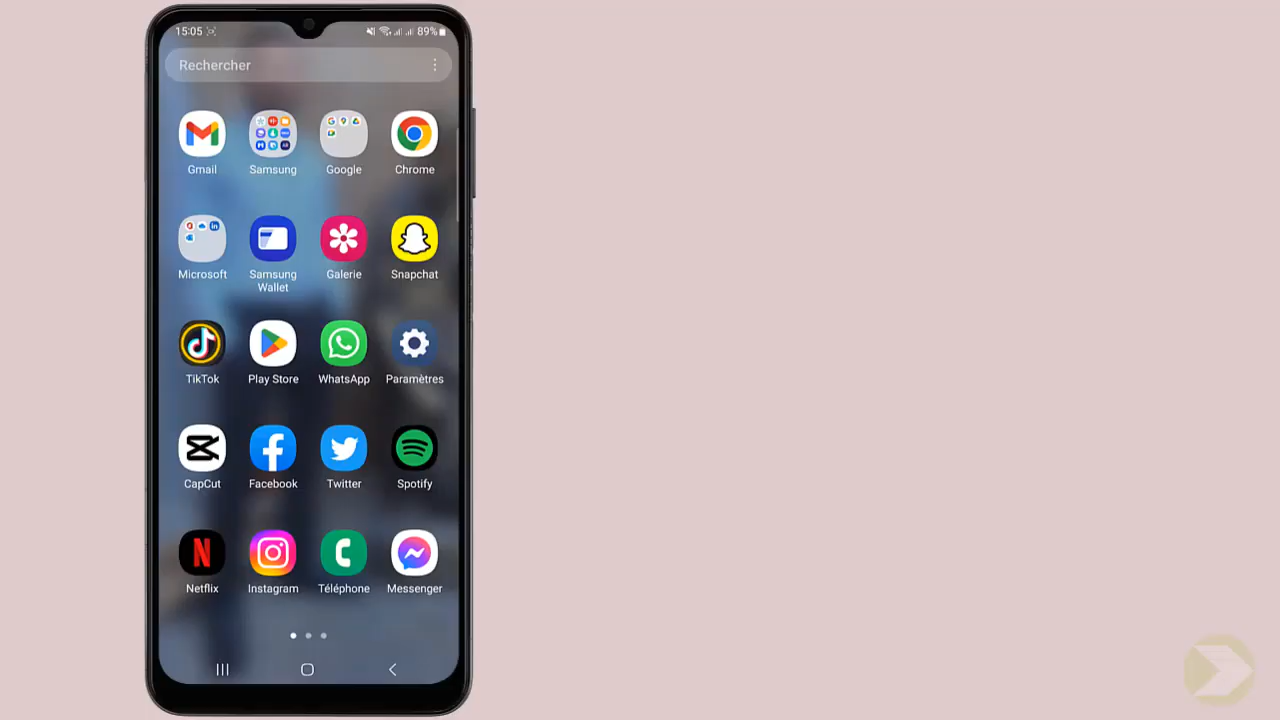 15:05 89%
Rechercher
Gmail Samsung Google Chrome
Microsoft Samsung Wallet Galerie Snapchat
TikTok Play Store WhatsApp Paramètres
CapCut Facebook Twitter Spotify
Netflix Instagram Téléphone Messenger